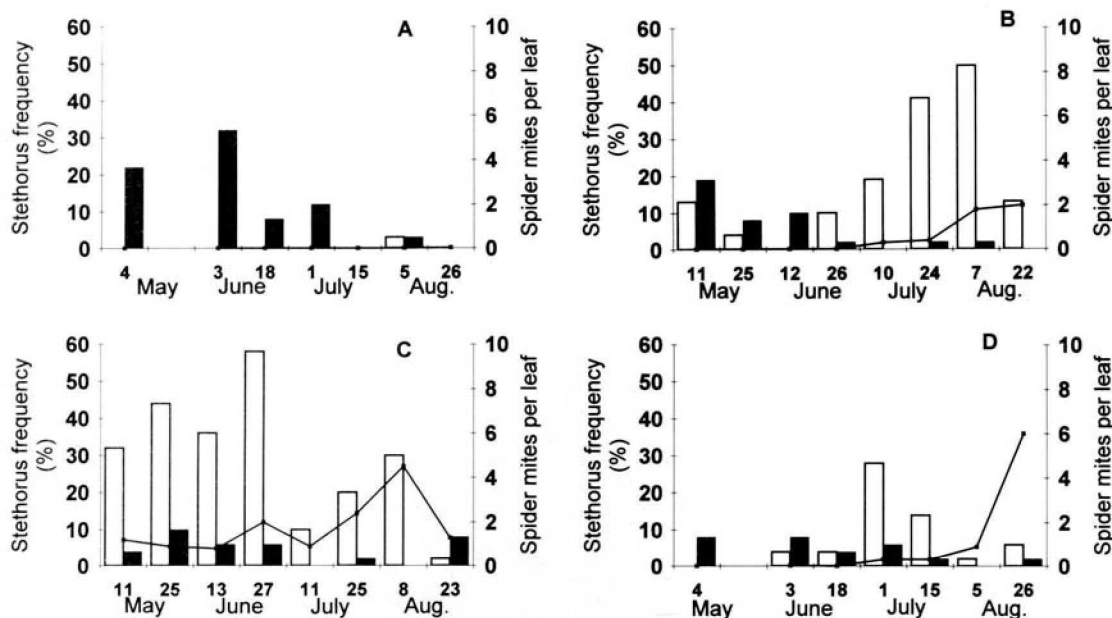 A
Stethorus frequency
(%)
60
50
40
30
20
10
0
10
8
6
4
2
0
Spider mites per leaf
4 3 18 1 15 5 26
May June July Aug.
B
Stethorus frequency
(%)
60
50
40
30
20
10
0
10
8
6
4
2
0
Spider mites per leaf
11 25 12 26 10 24 7 22
May June July Aug.
C
Stethorus frequency
(%)
60
50
40
30
20
10
0
10
8
6
4
2
0
Spider mites per leaf
11 25 13 27 11 25 8 23
May June July Aug.
D
Stethorus frequency
(%)
60
50
40
30
20
10
0
10
8
6
4
2
0
Spider mites per leaf
4 3 18 1 15 5 26
May June July Aug.